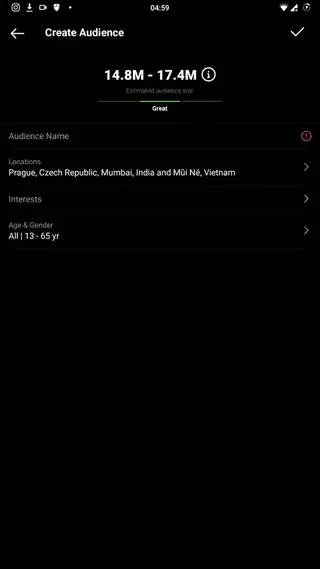 04:59
Create Audience
14.8M - 17.4M
Estimated audience size
Great
Audience Name
Locations
Prague, Czech Republic, Mumbai, India and Mũi Né, Vietnam
Interests
Age & Gender
All | 13 - 65 yr